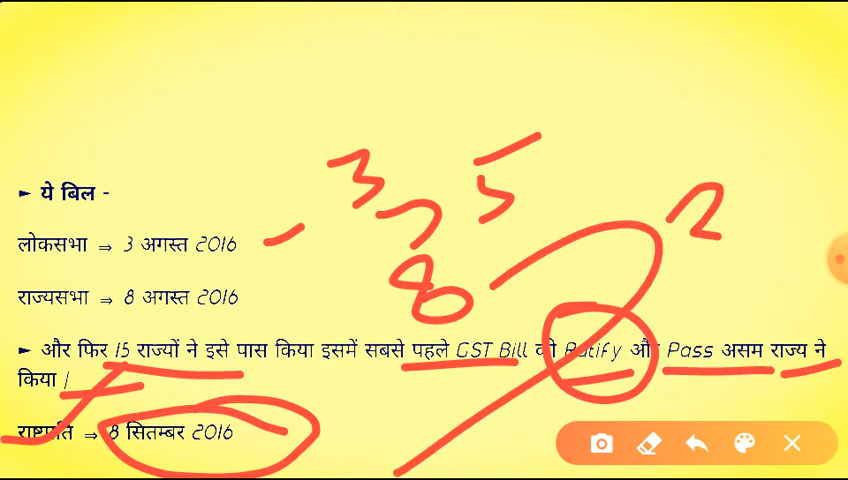 ► ये बिल -
लोकसभा ⇒ 3 अगस्त 2016
राज्यसभा ⇒ 8 अगस्त 2016
► और फिर 15 राज्यों ने इसे पास किया इसमें सबसे पहले GST Bill को Ratify और Pass असम राज्य ने
किया |
राष्ट्रपति ⇒ 8 सितम्बर 2016
3
5
8
2